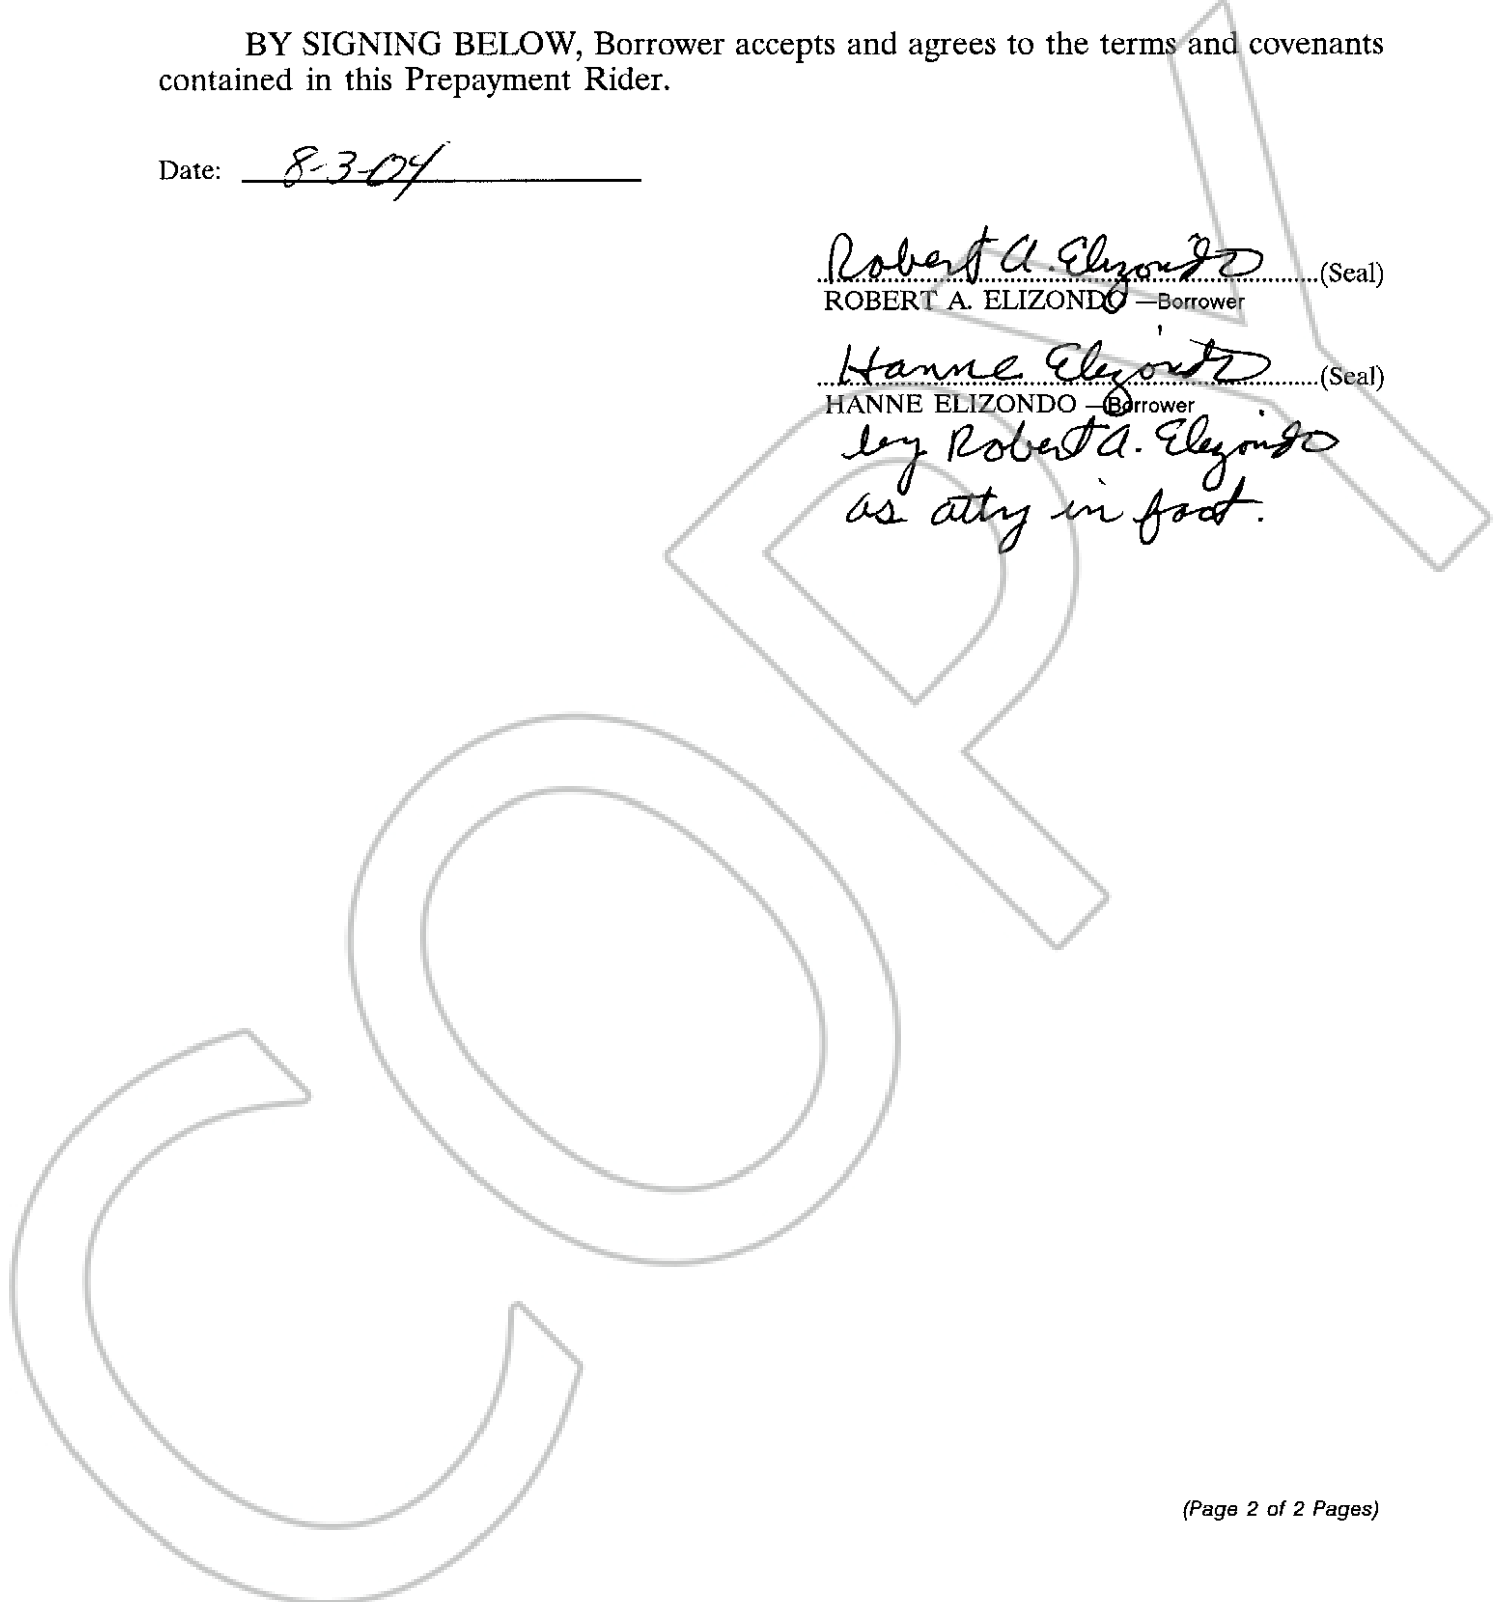 BY SIGNING BELOW, Borrower accepts and agrees to the terms and covenants
contained in this Prepayment Rider.
Date: 8-3-04
Robert A. Elizondo (Seal)
ROBERT A. ELIZONDO —Borrower
Hanne Elizondo (Seal)
HANNE ELIZONDO —Borrower
by Robert A. Elizondo
as atty in fact.
COPY
(Page 2 of 2 Pages)